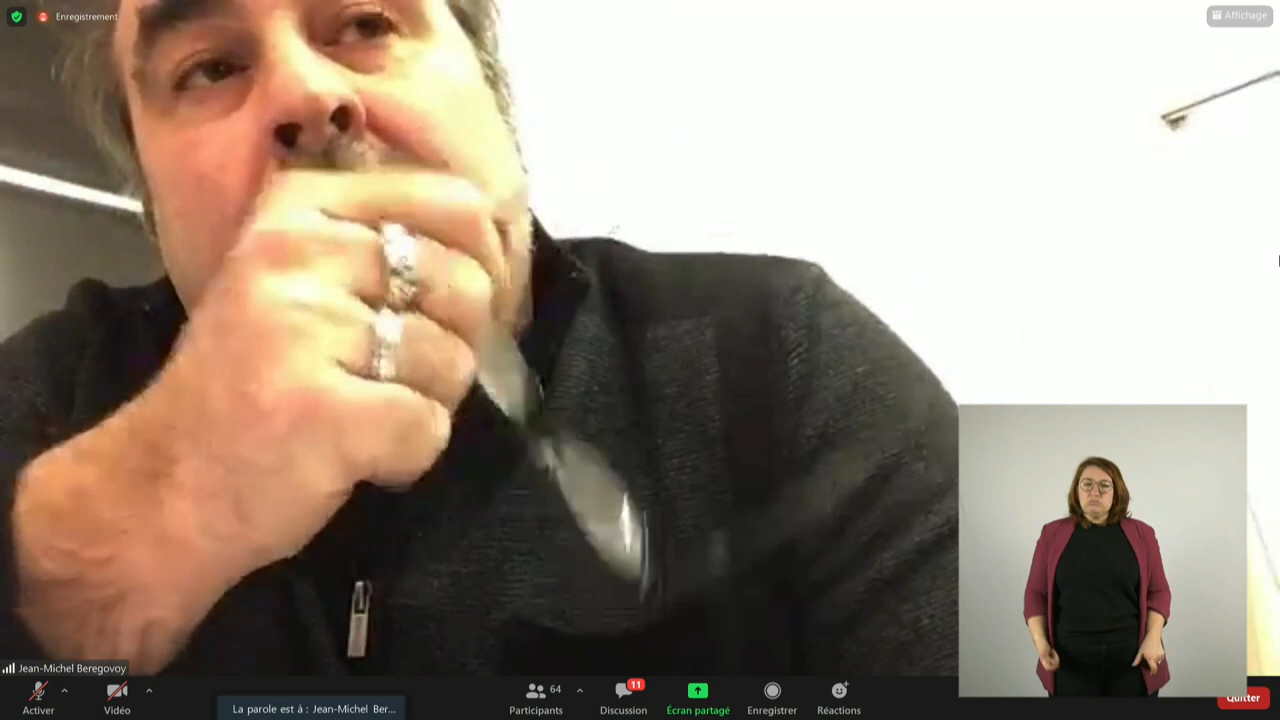 Enregistrement
Affichage
Jean-Michel Beregovoy
Activer
Vidéo
La parole est à : Jean-Michel Ber...
Participants
64
Discussion
11
Écran partagé
Enregistrer
Réactions
Quitter